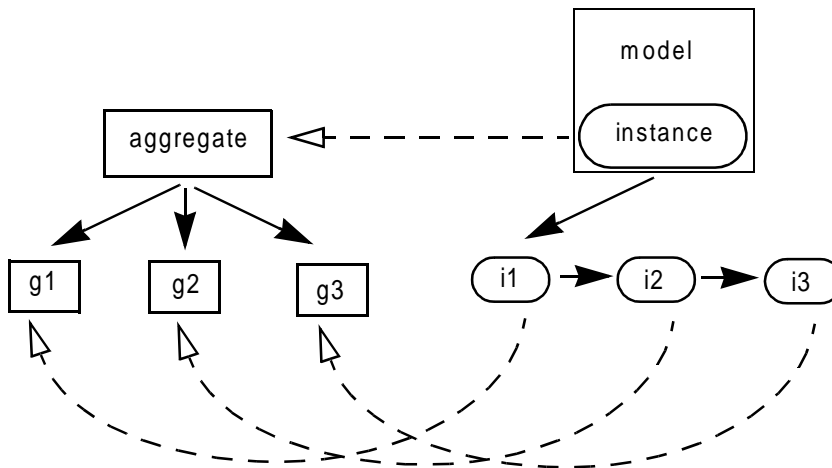 model
aggregate
instance
g1
g2
g3
i1
i2
i3